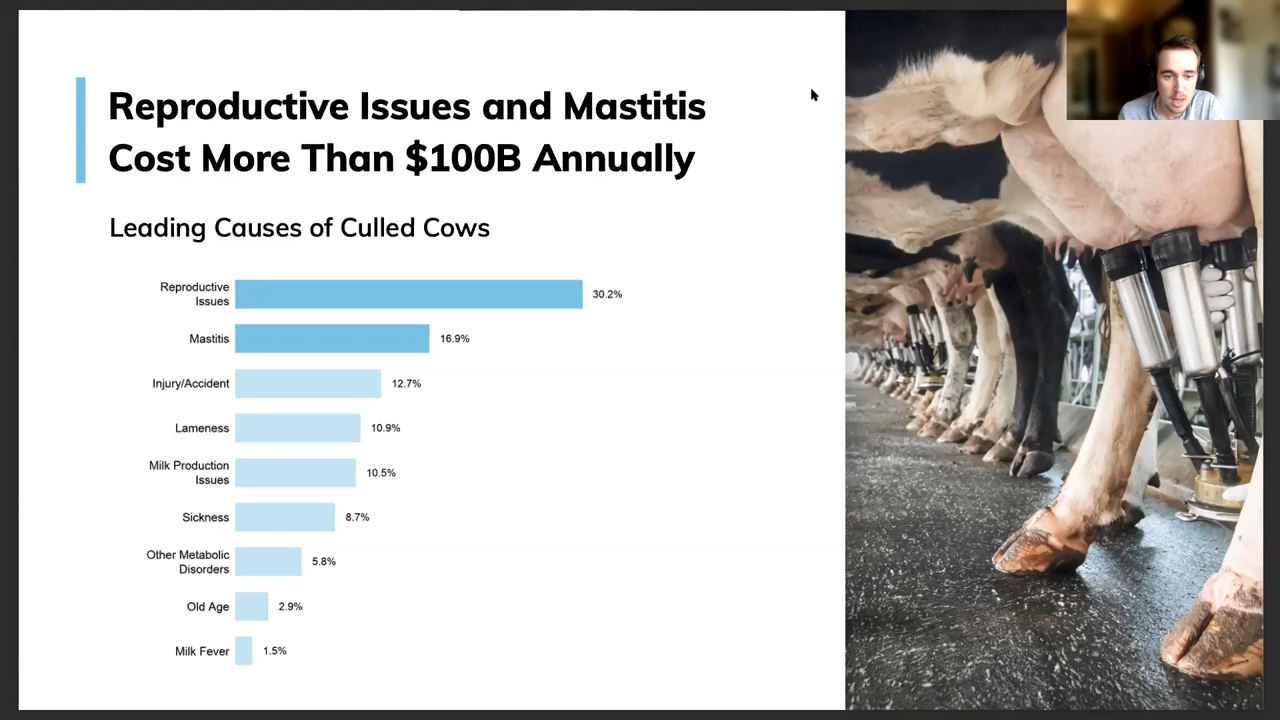 Reproductive Issues and Mastitis
Cost More Than $100B Annually
Leading Causes of Culled Cows
Reproductive
Issues
30.2%
Mastitis
16.9%
Injury/Accident
12.7%
Lameness
10.9%
Milk Production
Issues
10.5%
Sickness
8.7%
Other Metabolic
Disorders
5.8%
Old Age
2.9%
Milk Fever
1.5%